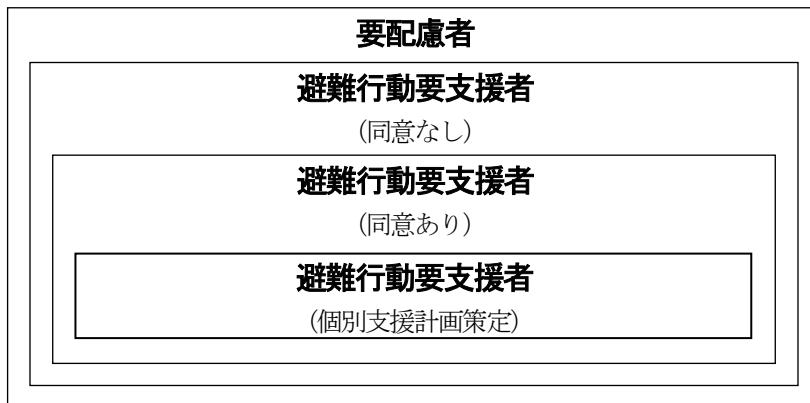 要配慮者
避難行動要支援者
(同意なし)
避難行動要支援者
(同意あり)
避難行動要支援者
(個別支援計画策定)